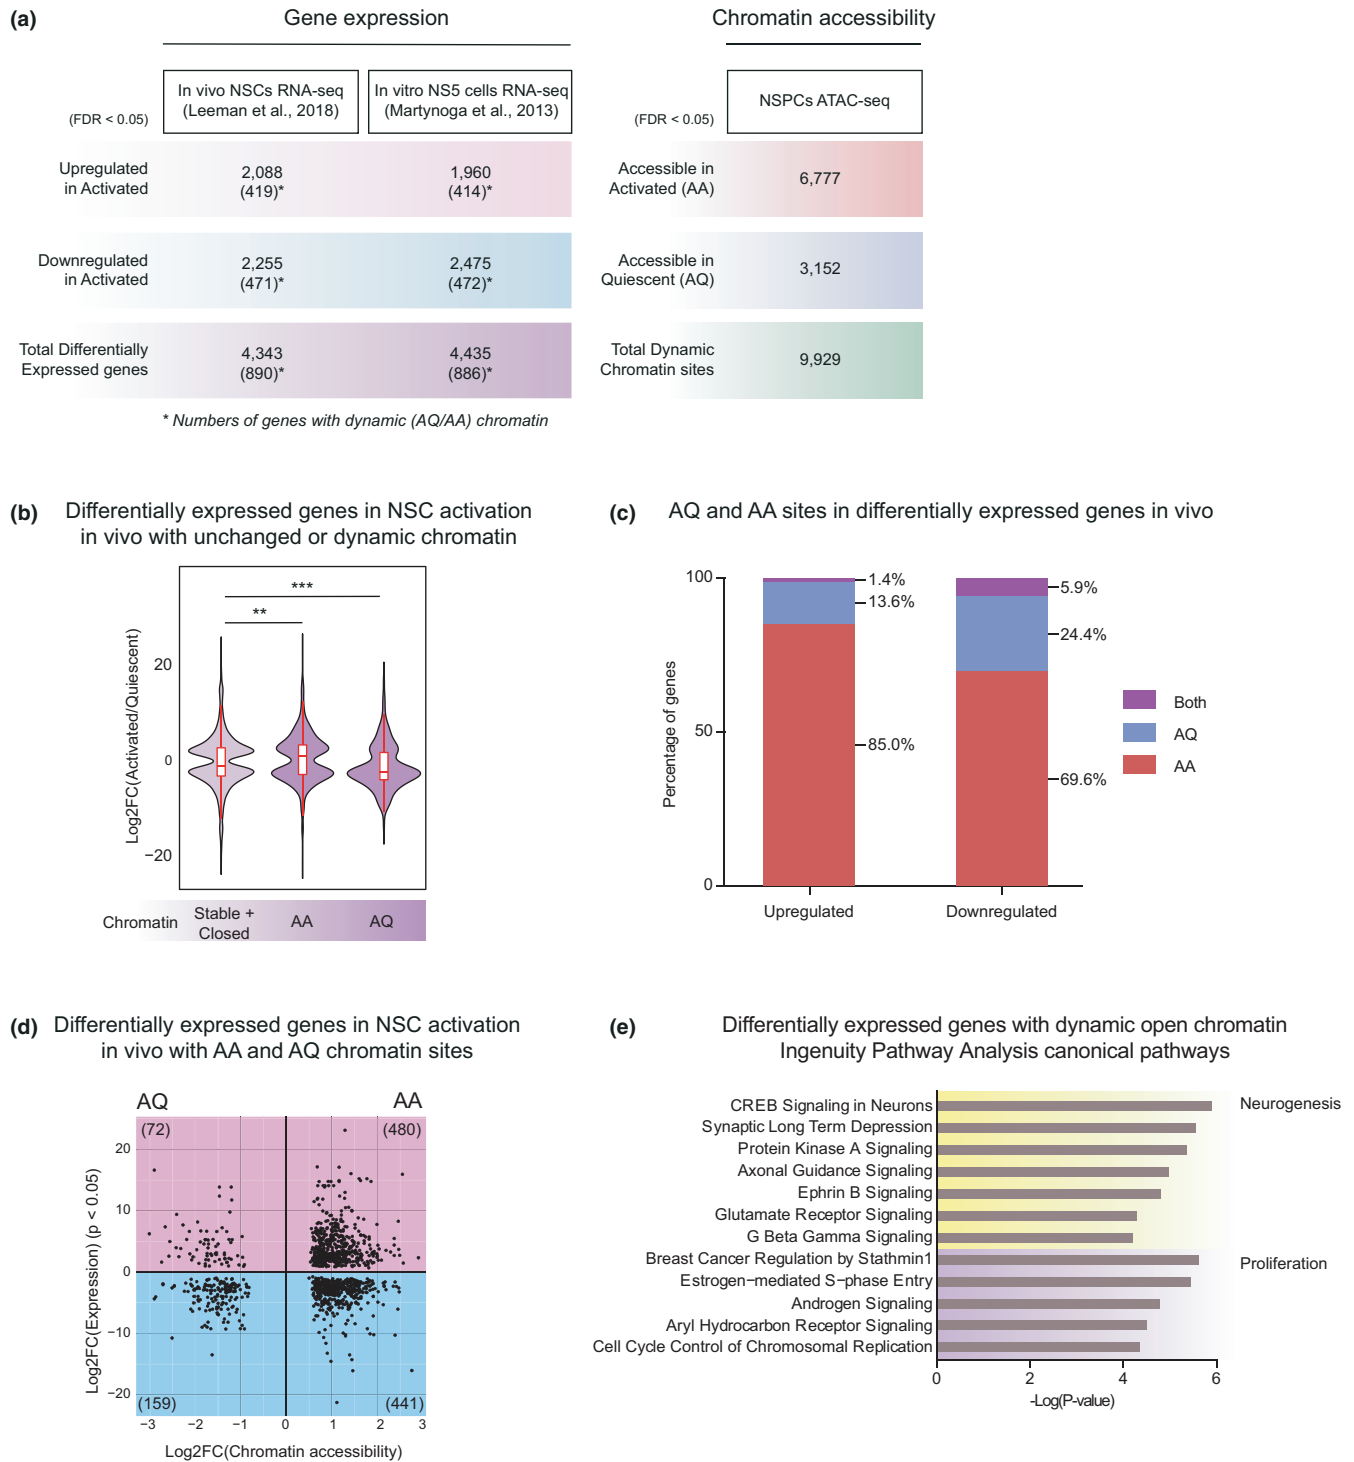 (a)
Gene expression
Chromatin accessibility
In vivo NSCs RNA-seq
(Leeman et al., 2018)
In vitro NS5 cells RNA-seq
(Martynoga et al., 2013)
NSPCs ATAC-seq
(FDR < 0.05)
(FDR < 0.05)
Upregulated
in Activated
2,088
(419)*
1,960
(414)*
Accessible in
Activated (AA)
6,777
Downregulated
in Activated
2,255
(471)*
2,475
(472)*
Accessible in
Quiescent (AQ)
3,152
Total Differentially
Expressed genes
4,343
(890)*
4,435
(886)*
Total Dynamic
Chromatin sites
9,929
* Numbers of genes with dynamic (AQ/AA) chromatin
(b)
Differentially expressed genes in NSC activation
in vivo with unchanged or dynamic chromatin
***
**
Log2FC(Activated/Quiescent)
20
0
−20
Chromatin
Stable +
Closed
AA
AQ
(c)
AQ and AA sites in differentially expressed genes in vivo
Percentage of genes
100
50
0
1.4%
13.6%
85.0%
5.9%
24.4%
69.6%
Both
AQ
AA
Upregulated
Downregulated
(d)
Differentially expressed genes in NSC activation
in vivo with AA and AQ chromatin sites
AQ
AA
(72)
(480)
(159)
(441)
Log2FC(Expression) (p < 0.05)
20
10
0
−10
−20
−3
−2
−1
0
1
2
3
Log2FC(Chromatin accessibility)
(e)
Differentially expressed genes with dynamic open chromatin
Ingenuity Pathway Analysis canonical pathways
CREB Signaling in Neurons
Synaptic Long Term Depression
Protein Kinase A Signaling
Axonal Guidance Signaling
Ephrin B Signaling
Glutamate Receptor Signaling
G Beta Gamma Signaling
Breast Cancer Regulation by Stathmin1
Estrogen−mediated S−phase Entry
Androgen Signaling
Aryl Hydrocarbon Receptor Signaling
Cell Cycle Control of Chromosomal Replication
Neurogenesis
Proliferation
0
2
4
6
-Log(P-value)